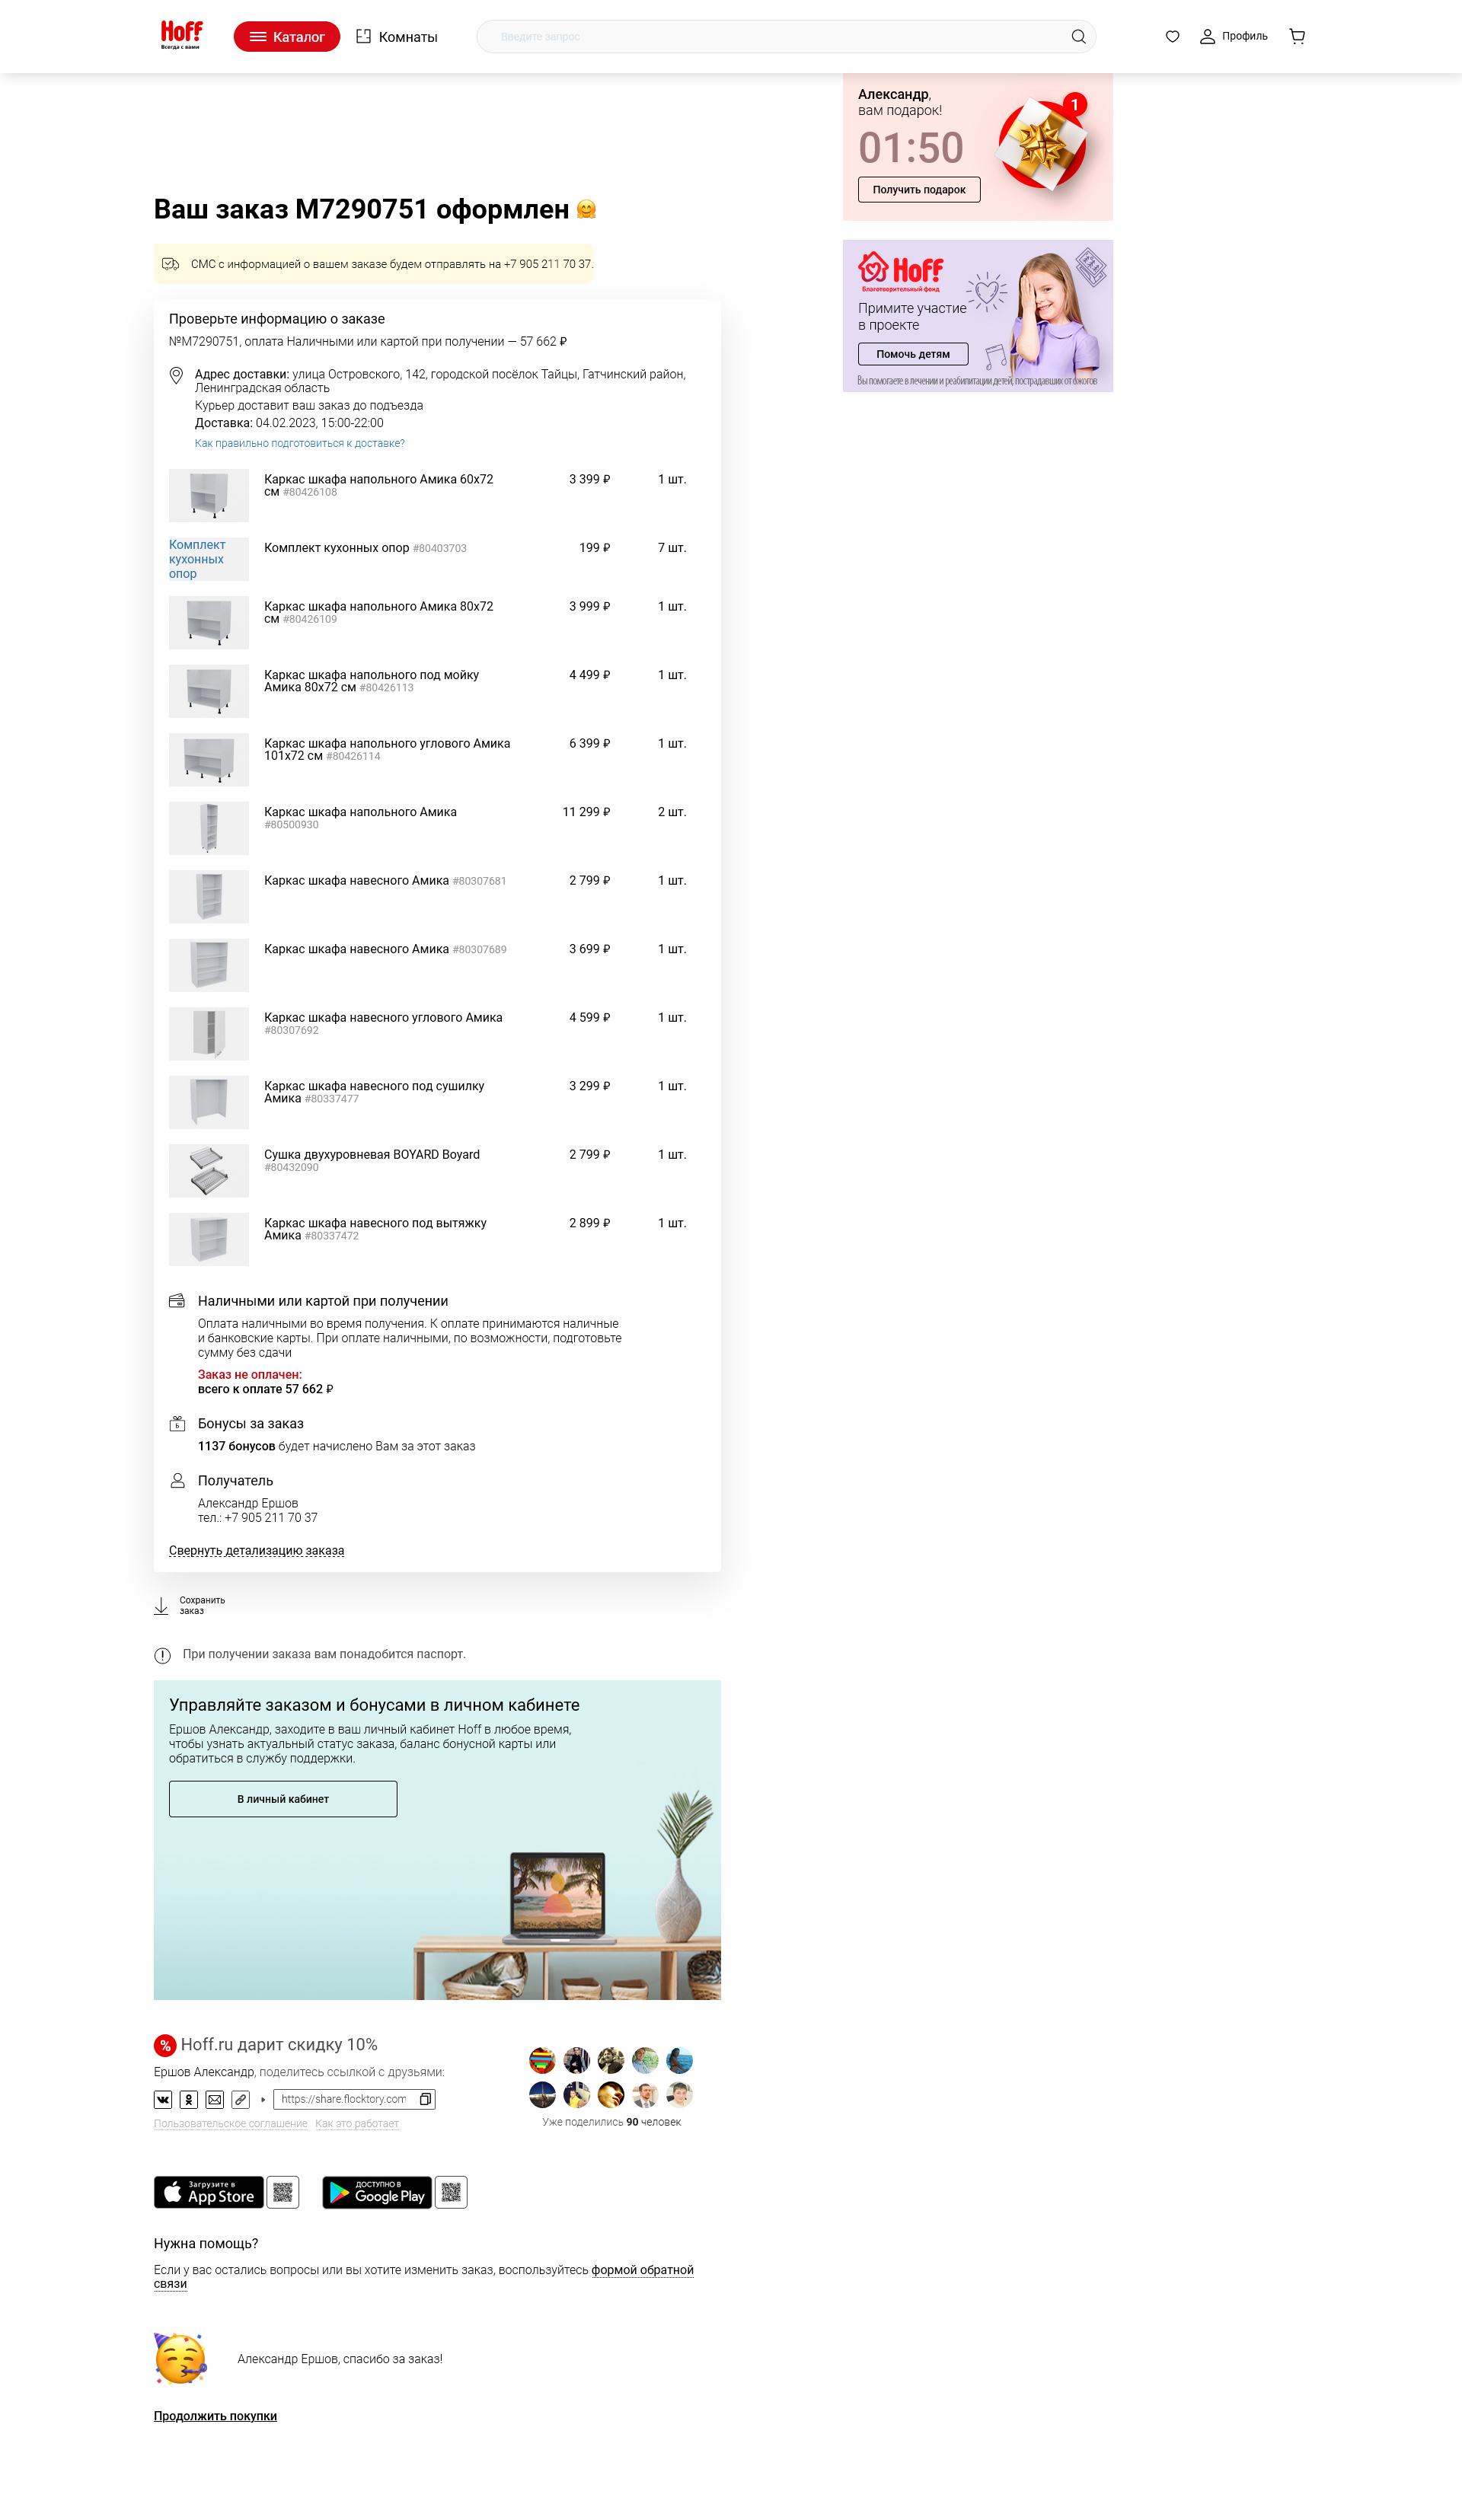 Hoff
Всегда с вами
Каталог
Комнаты
Введите запрос
Профиль
Александр,
вам подарок!
01:50
Получить подарок
1
Hoff
Благотворительный фонд
Примите участие
в проекте
Помочь детям
Вы помогаете в лечении и реабилитации детей, пострадавших от ожогов
Ваш заказ M7290751 оформлен 🤗
СМС с информацией о вашем заказе будем отправлять на +7 905 211 70 37.
Проверьте информацию о заказе
№M7290751, оплата Наличными или картой при получении — 57 662 ₽
Адрес доставки: улица Островского, 142, городской посёлок Тайцы, Гатчинский район,
Ленинградская область
Курьер доставит ваш заказ до подъезда
Доставка: 04.02.2023, 15:00-22:00
Как правильно подготовиться к доставке?
Каркас шкафа напольного Амика 60х72 3 399 ₽ 1 шт.
см #80426108
Комплект
кухонных
опор
Комплект кухонных опор #80403703 199 ₽ 7 шт.
Каркас шкафа напольного Амика 80х72 3 999 ₽ 1 шт.
см #80426109
Каркас шкафа напольного под мойку 4 499 ₽ 1 шт.
Амика 80х72 см #80426113
Каркас шкафа напольного углового Амика 6 399 ₽ 1 шт.
101х72 см #80426114
Каркас шкафа напольного Амика 11 299 ₽ 2 шт.
#80500930
Каркас шкафа навесного Амика #80307681 2 799 ₽ 1 шт.
Каркас шкафа навесного Амика #80307689 3 699 ₽ 1 шт.
Каркас шкафа навесного углового Амика 4 599 ₽ 1 шт.
#80307692
Каркас шкафа навесного под сушилку 3 299 ₽ 1 шт.
Амика #80337477
Сушка двухуровневая BOYARD Boyard 2 799 ₽ 1 шт.
#80432090
Каркас шкафа навесного под вытяжку 2 899 ₽ 1 шт.
Амика #80337472
Наличными или картой при получении
Оплата наличными во время получения. К оплате принимаются наличные
и банковские карты. При оплате наличными, по возможности, подготовьте
сумму без сдачи
Заказ не оплачен:
всего к оплате 57 662 ₽
Бонусы за заказ
1137 бонусов будет начислено Вам за этот заказ
Получатель
Александр Ершов
тел.: +7 905 211 70 37
Свернуть детализацию заказа
Сохранить
заказ
При получении заказа вам понадобится паспорт.
Управляйте заказом и бонусами в личном кабинете
Ершов Александр, заходите в ваш личный кабинет Hoff в любое время,
чтобы узнать актуальный статус заказа, баланс бонусной карты или
обратиться в службу поддержки.
В личный кабинет
% Hoff.ru дарит скидку 10%
Ершов Александр, поделитесь ссылкой с друзьями:
https://share.flocktory.com
Пользовательское соглашение Как это работает
Уже поделились 90 человек
Загрузите в
App Store
ДОСТУПНО В
Google Play
Нужна помощь?
Если у вас остались вопросы или вы хотите изменить заказ, воспользуйтесь формой обратной
связи
Александр Ершов, спасибо за заказ!
Продолжить покупки